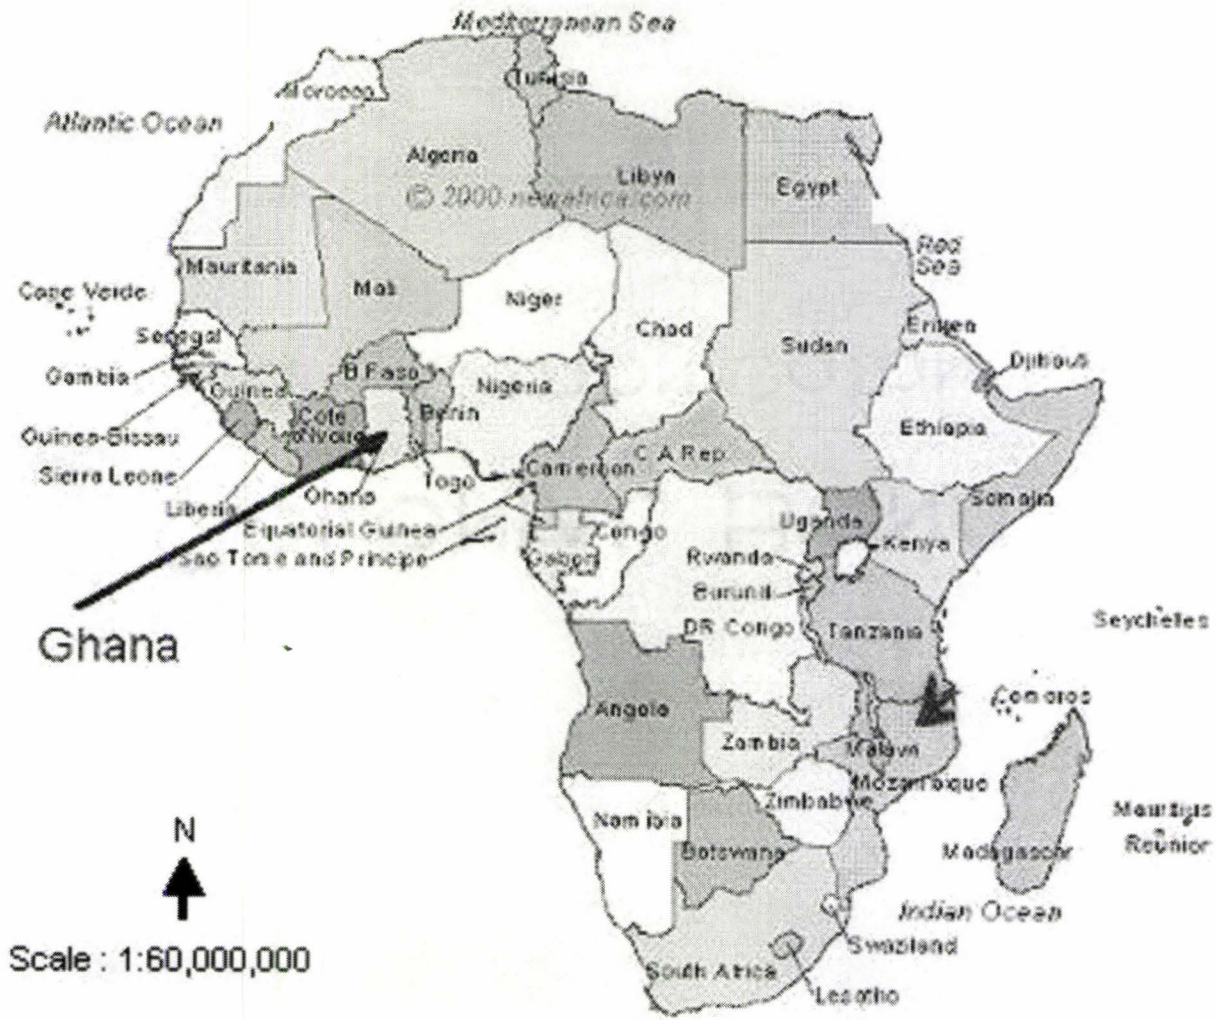 Mediterranean Sea
Tunisia
Morocco
Atlantic Ocean
Algeria
Libya
Egypt
© 2000 newafrica.com
Red
Sea
Mauritania
Mali
Niger
Chad
Cape Verde
Senegal
Sudan
Eritrea
Djibouti
Gambia
Guinea
B Faso
Nigeria
Benin
Cote
d'Ivoire
Ethiopia
Guinea-Bissau
Sierra Leone
Cameroon
C A Rep
Togo
Ghana
Liberia
Somalia
Equatorial Guinea
Congo
Uganda
Kenya
Sao Tome and Principe
Gabon
Rwanda
Burundi
DR Congo
Tanzania
Seychelles
Ghana
Comoros
Angola
Zambia
Malawi
Mozambique
Zimbabwe
Namibia
Mauritius
Reunion
Botswana
Madagascar
N
Indian Ocean
Swaziland
Scale : 1:60,000,000
South Africa
Lesotho